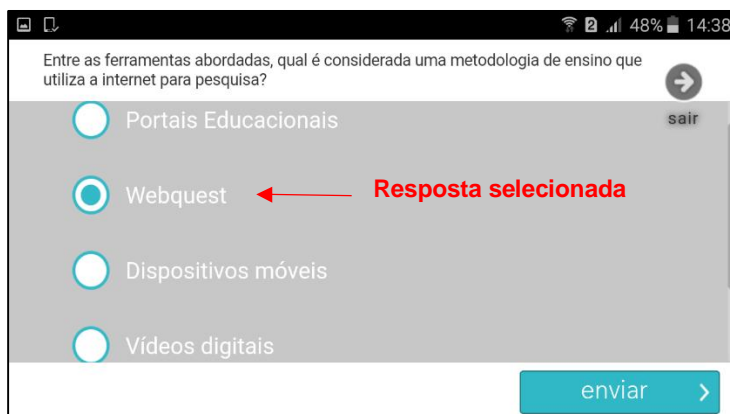 2 48% 14:38
Entre as ferramentas abordadas, qual é considerada uma metodologia de ensino que
utiliza a internet para pesquisa?
sair
Portais Educacionais
Webquest
Resposta selecionada
Dispositivos móveis
Vídeos digitais
enviar